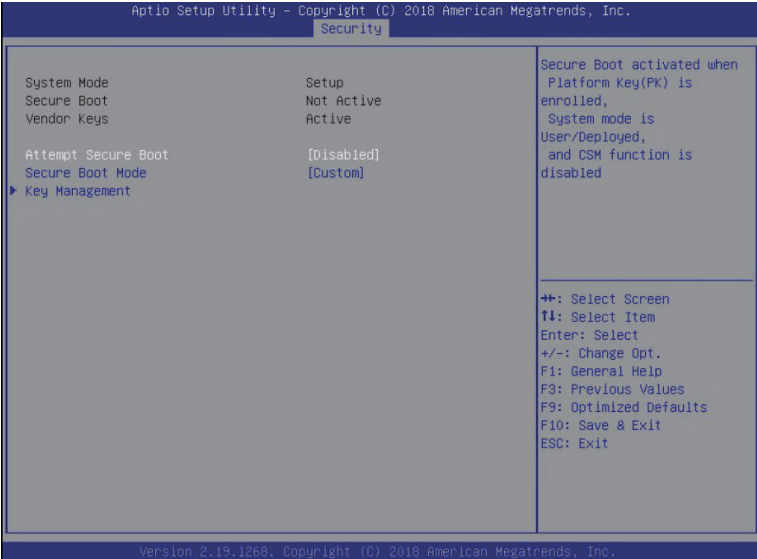 Aptio Setup Utility – Copyright (C) 2018 American Megatrends, Inc.
Security
System Mode Setup
Secure Boot Not Active
Vendor Keys Active
Attempt Secure Boot [Disabled]
Secure Boot Mode [Custom]
Key Management
Secure Boot activated when
Platform Key(PK) is
enrolled,
System mode is
User/Deployed,
and CSM function is
disabled
→←: Select Screen
↑↓: Select Item
Enter: Select
+/-: Change Opt.
F1: General Help
F3: Previous Values
F9: Optimized Defaults
F10: Save & Exit
ESC: Exit
Version 2.19.1268. Copyright (C) 2018 American Megatrends, Inc.